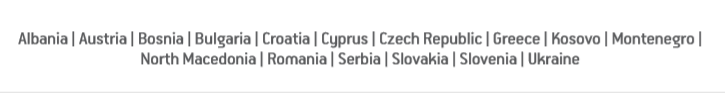 Albania | Austria | Bosnia | Bulgaria | Croatia | Cyprus | Czech Republic | Greece | Kosovo | Montenegro |
North Macedonia | Romania | Serbia | Slovakia | Slovenia | Ukraine